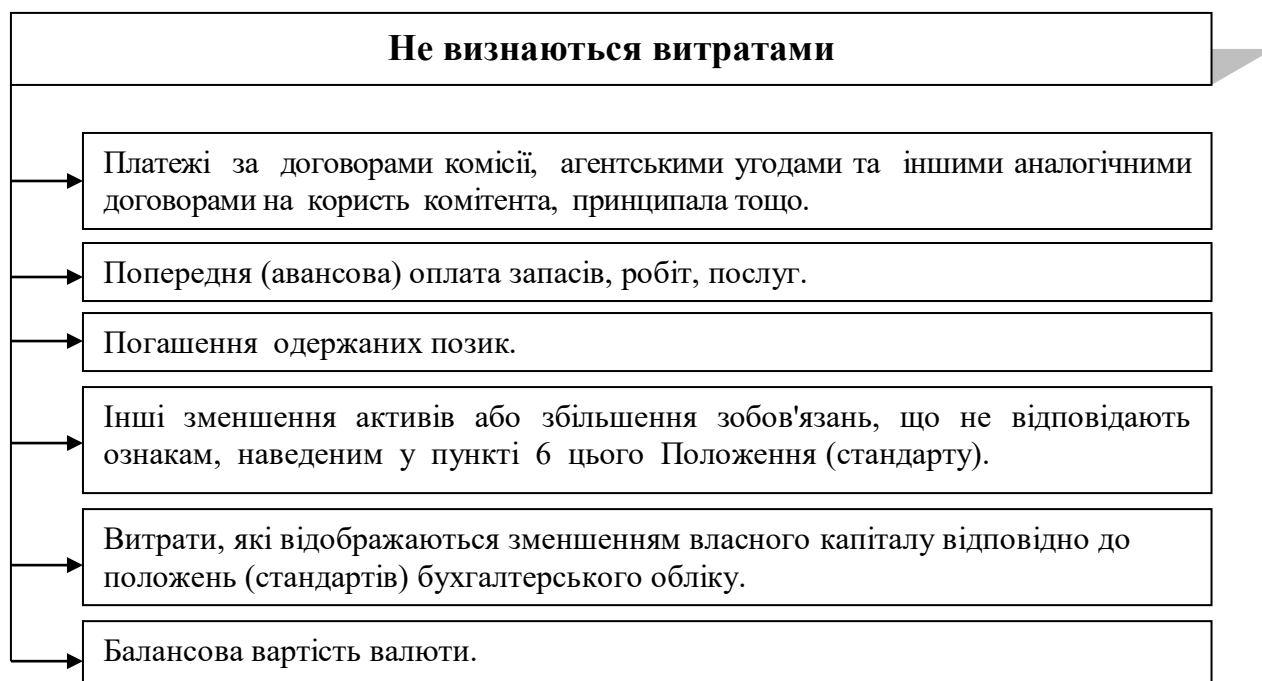 Не визнаються витратами
Платежі за договорами комісії, агентськими угодами та іншими аналогічними
договорами на користь комітента, принципала тощо.
Попередня (авансова) оплата запасів, робіт, послуг.
Погашення одержаних позик.
Інші зменшення активів або збільшення зобов'язань, що не відповідають
ознакам, наведеним у пункті 6 цього Положення (стандарту).
Витрати, які відображаються зменшенням власного капіталу відповідно до
положень (стандартів) бухгалтерського обліку.
Балансова вартість валюти.